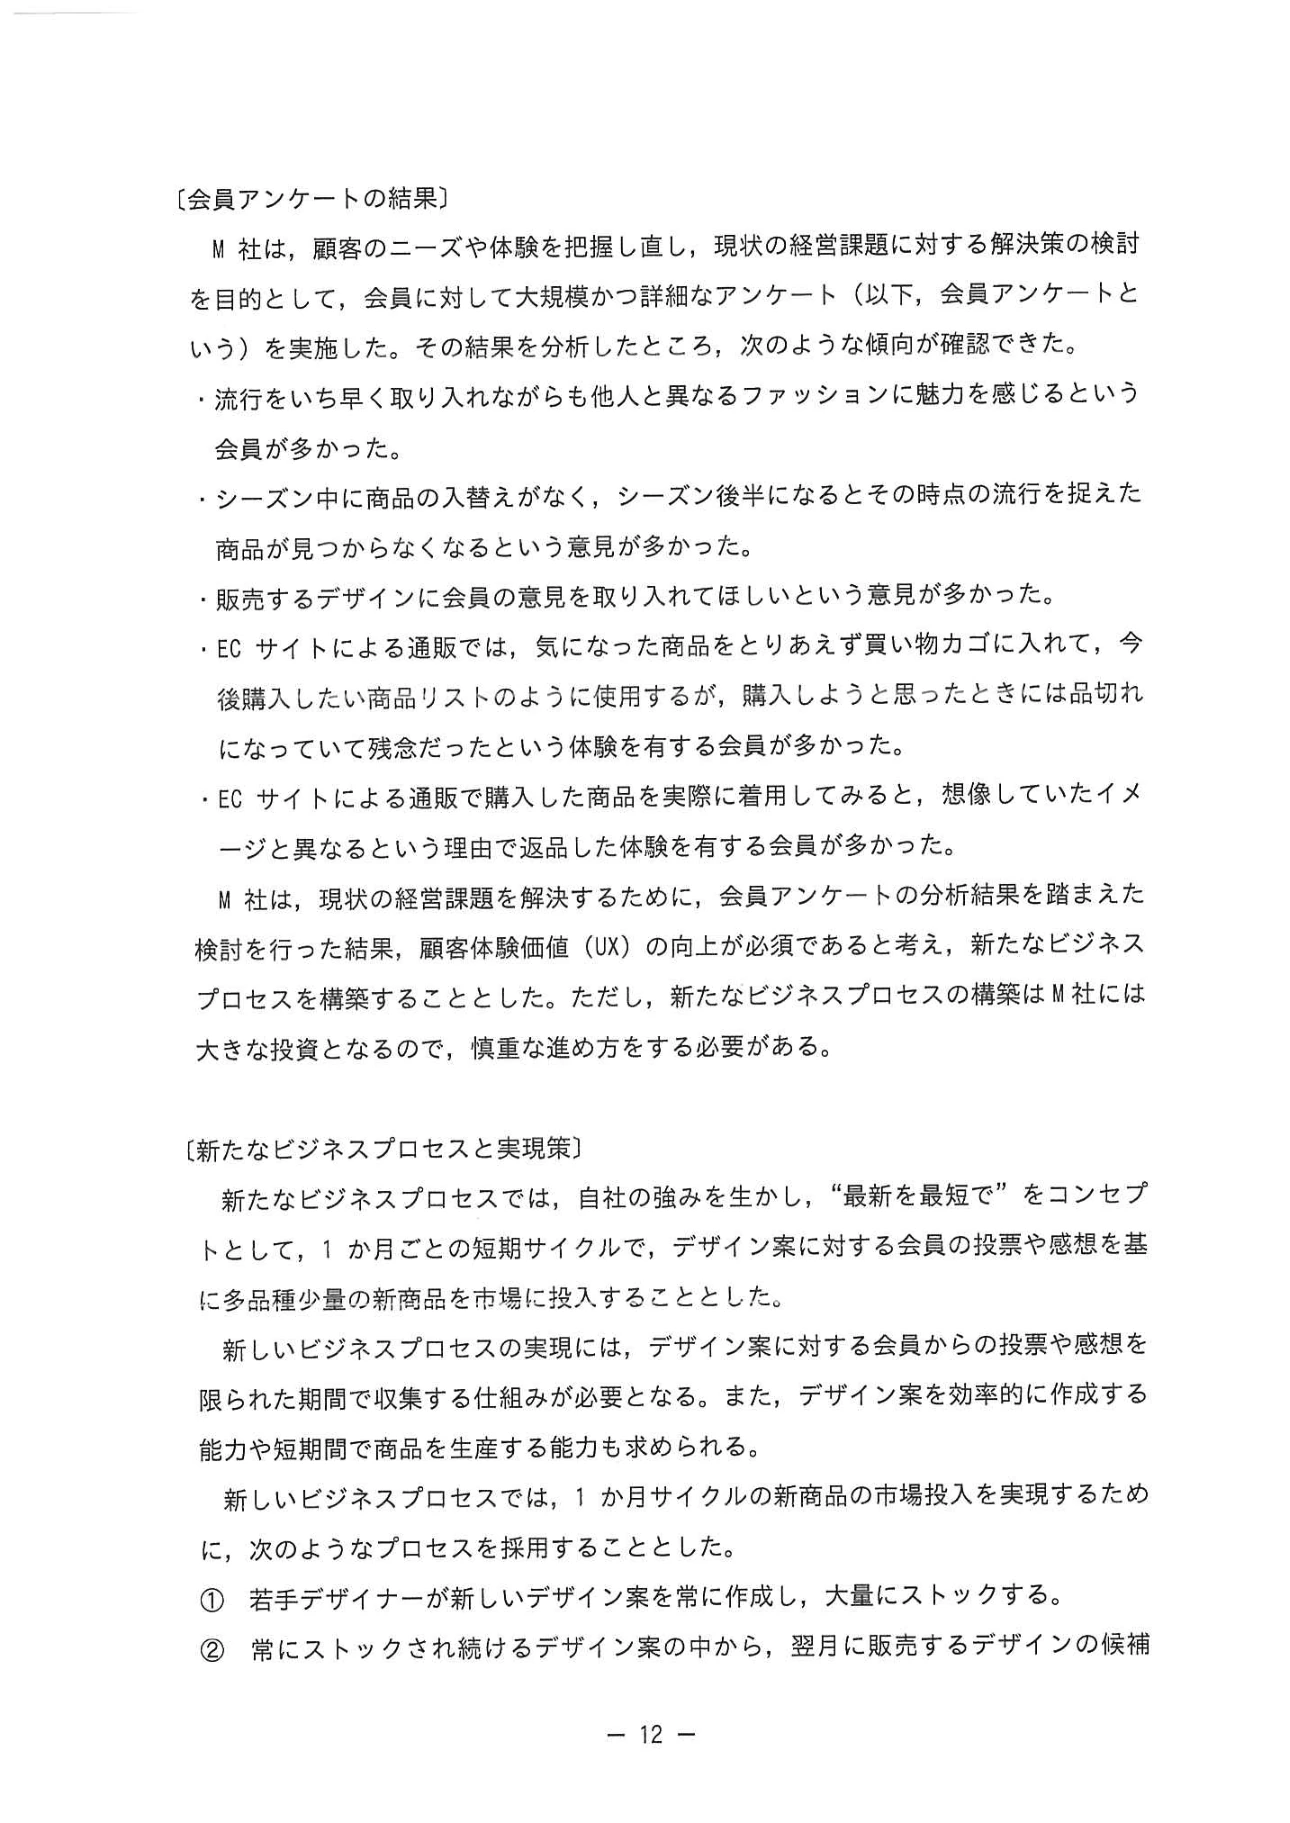 〔会員アンケートの結果〕
M 社は，顧客のニーズや体験を把握し直し，現状の経営課題に対する解決策の検討
を目的として，会員に対して大規模かつ詳細なアンケート（以下，会員アンケートと
いう）を実施した。その結果を分析したところ，次のような傾向が確認できた。
・流行をいち早く取り入れながらも他人と異なるファッションに魅力を感じるという
会員が多かった。
・シーズン中に商品の入替えがなく，シーズン後半になるとその時点の流行を捉えた
商品が見つからなくなるという意見が多かった。
・販売するデザインに会員の意見を取り入れてほしいという意見が多かった。
・EC サイトによる通販では，気になった商品をとりあえず買い物カゴに入れて，今
後購入したい商品リストのように使用するが，購入しようと思ったときには品切れ
になっていて残念だったという体験を有する会員が多かった。
・EC サイトによる通販で購入した商品を実際に着用してみると，想像していたイメ
ージと異なるという理由で返品した体験を有する会員が多かった。
M 社は，現状の経営課題を解決するために，会員アンケートの分析結果を踏まえた
検討を行った結果，顧客体験価値（UX）の向上が必須であると考え，新たなビジネス
プロセスを構築することとした。ただし，新たなビジネスプロセスの構築は M 社には
大きな投資となるので，慎重な進め方をする必要がある。
〔新たなビジネスプロセスと実現策〕
新たなビジネスプロセスでは，自社の強みを生かし，“最新を最短で”をコンセプ
トとして，1 か月ごとの短期サイクルで，デザイン案に対する会員の投票や感想を基
に多品種少量の新商品を市場に投入することとした。
新しいビジネスプロセスの実現には，デザイン案に対する会員からの投票や感想を
限られた期間で収集する仕組みが必要となる。また，デザイン案を効率的に作成する
能力や短期間で商品を生産する能力も求められる。
新しいビジネスプロセスでは，1 か月サイクルの新商品の市場投入を実現するため
に，次のようなプロセスを採用することとした。
① 若手デザイナーが新しいデザイン案を常に作成し，大量にストックする。
② 常にストックされ続けるデザイン案の中から，翌月に販売するデザインの候補
－ 12 －